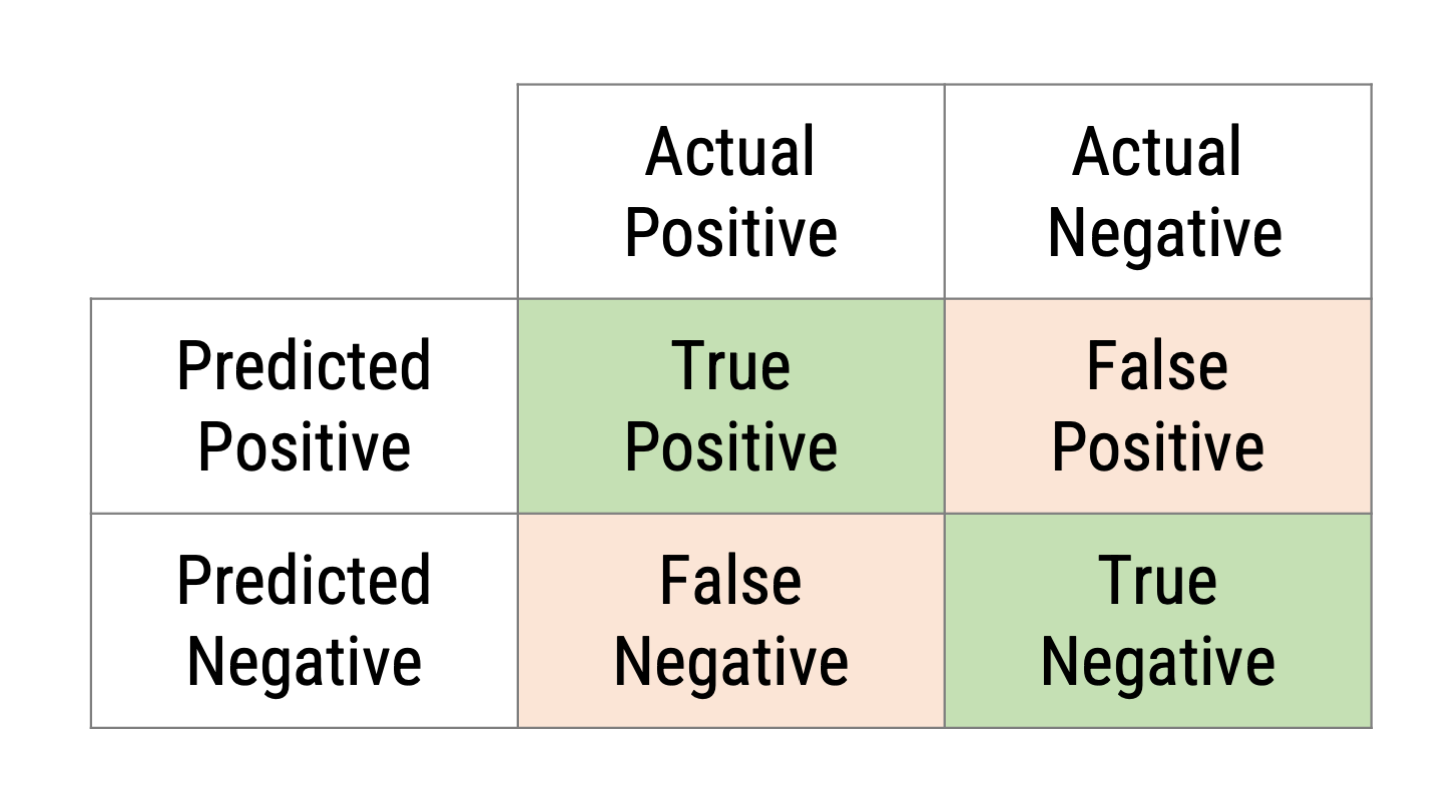 Actual
Positive
Actual
Negative
Predicted
Positive
True
Positive
False
Positive
Predicted
Negative
False
Negative
True
Negative